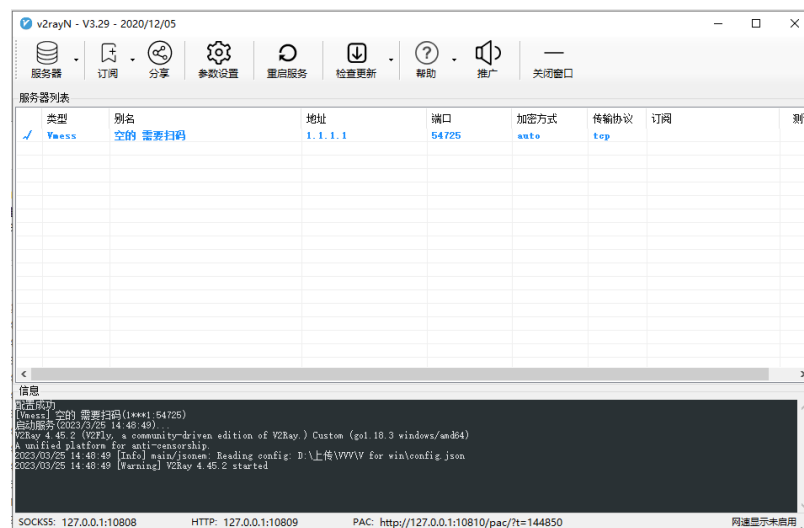 v2rayN - V3.29 - 2020/12/05
服务器 订阅 分享 参数设置 重启服务 检查更新 帮助 推广 关闭窗口
服务器列表
类型 别名 地址 端口 加密方式 传输协议 订阅 测
Vmess 空的 需要扫码 1.1.1.1 54725 auto tcp
信息
配置成功
[Vmess] 空的 需要扫码(1***1:54725)
启动服务(2023/3/25 14:48:49)...
V2Ray 4.45.2 (V2Fly, a community-driven edition of V2Ray.) Custom (go1.18.3 windows/amd64)
A unified platform for anti-censorship.
2023/03/25 14:48:49 [Info] main/jsonem: Reading config: D:\上传\VVV\V for win\config.json
2023/03/25 14:48:49 [Warning] V2Ray 4.45.2 started
SOCKS5: 127.0.0.1:10808 HTTP: 127.0.0.1:10809 PAC: http://127.0.0.1:10810/pac/?t=144850 网速显示未启用